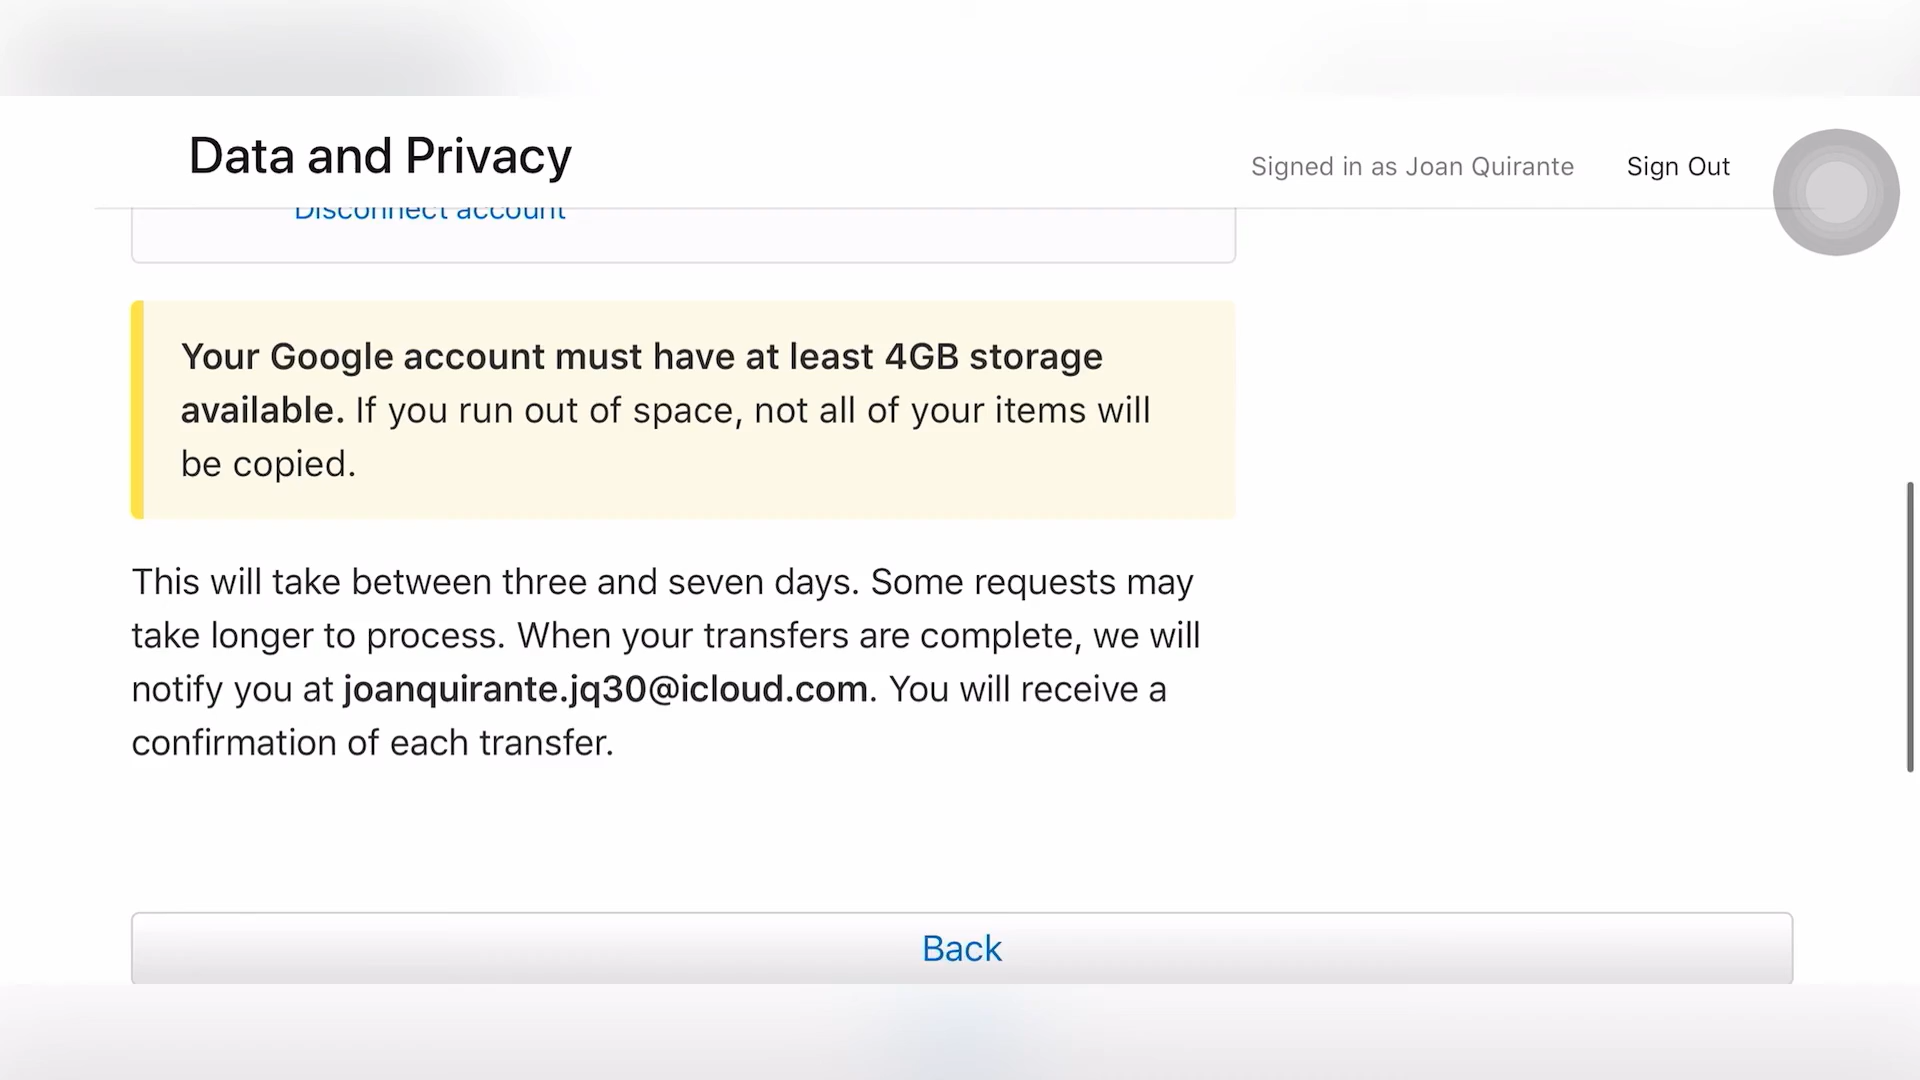 Data and Privacy
Signed in as Joan Quirante
Sign Out
Disconnect account
Your Google account must have at least 4GB storage
available. If you run out of space, not all of your items will
be copied.
This will take between three and seven days. Some requests may
take longer to process. When your transfers are complete, we will
notify you at joanquirante.jq30@icloud.com. You will receive a
confirmation of each transfer.
Back